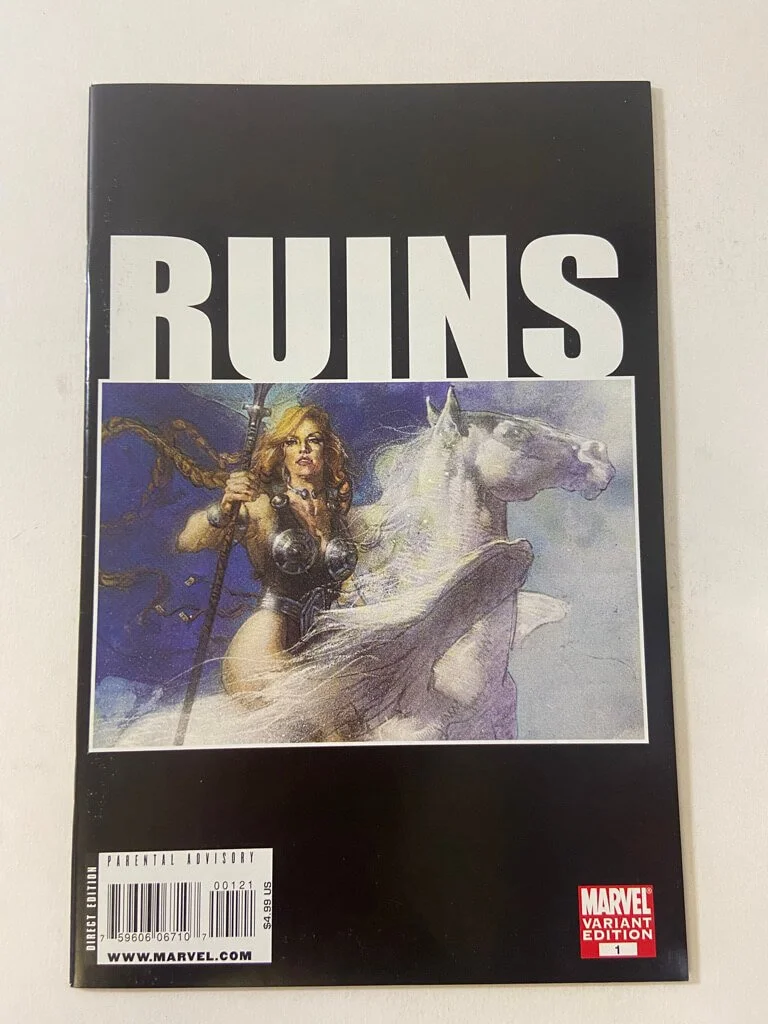 RUINS
DIRECT EDITION
PARENTAL ADVISORY
00121
7 59606 06710 7
$4.99 US
WWW.MARVEL.COM
MARVEL®
VARIANT
EDITION
1